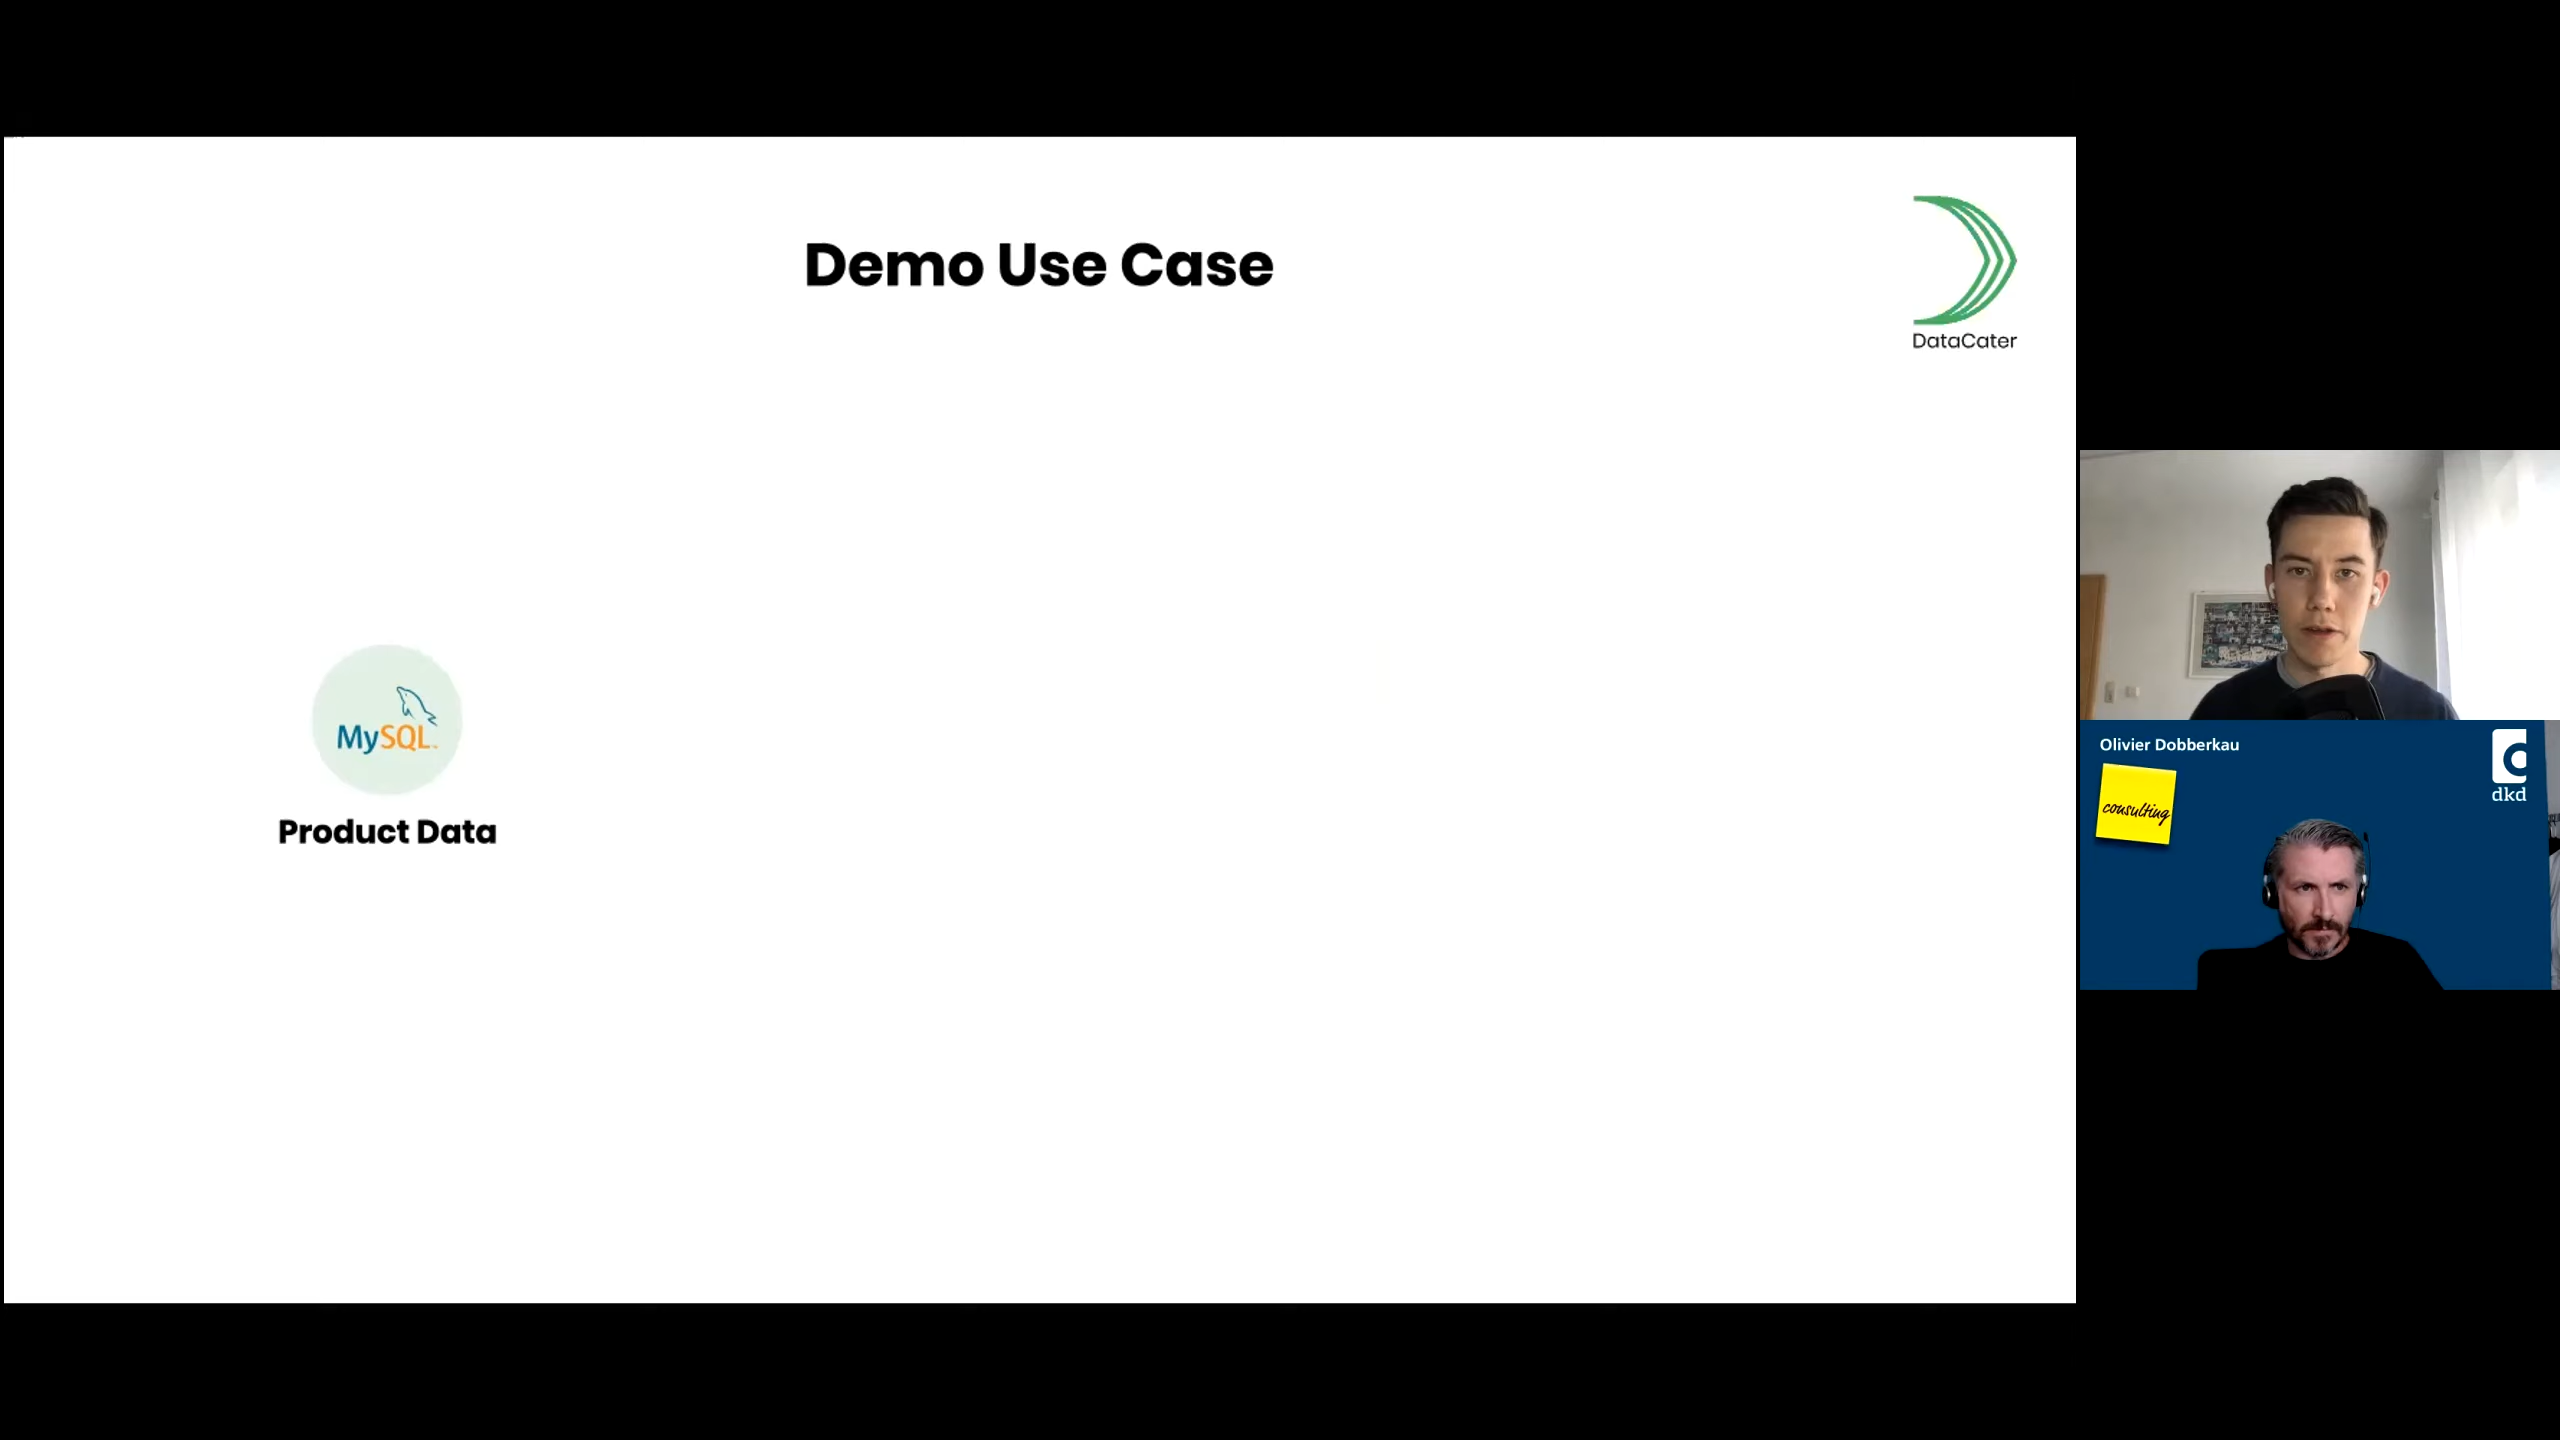 Demo Use Case
DataCater
MySQL
Product Data
Olivier Dobberkau
consulting
dkd